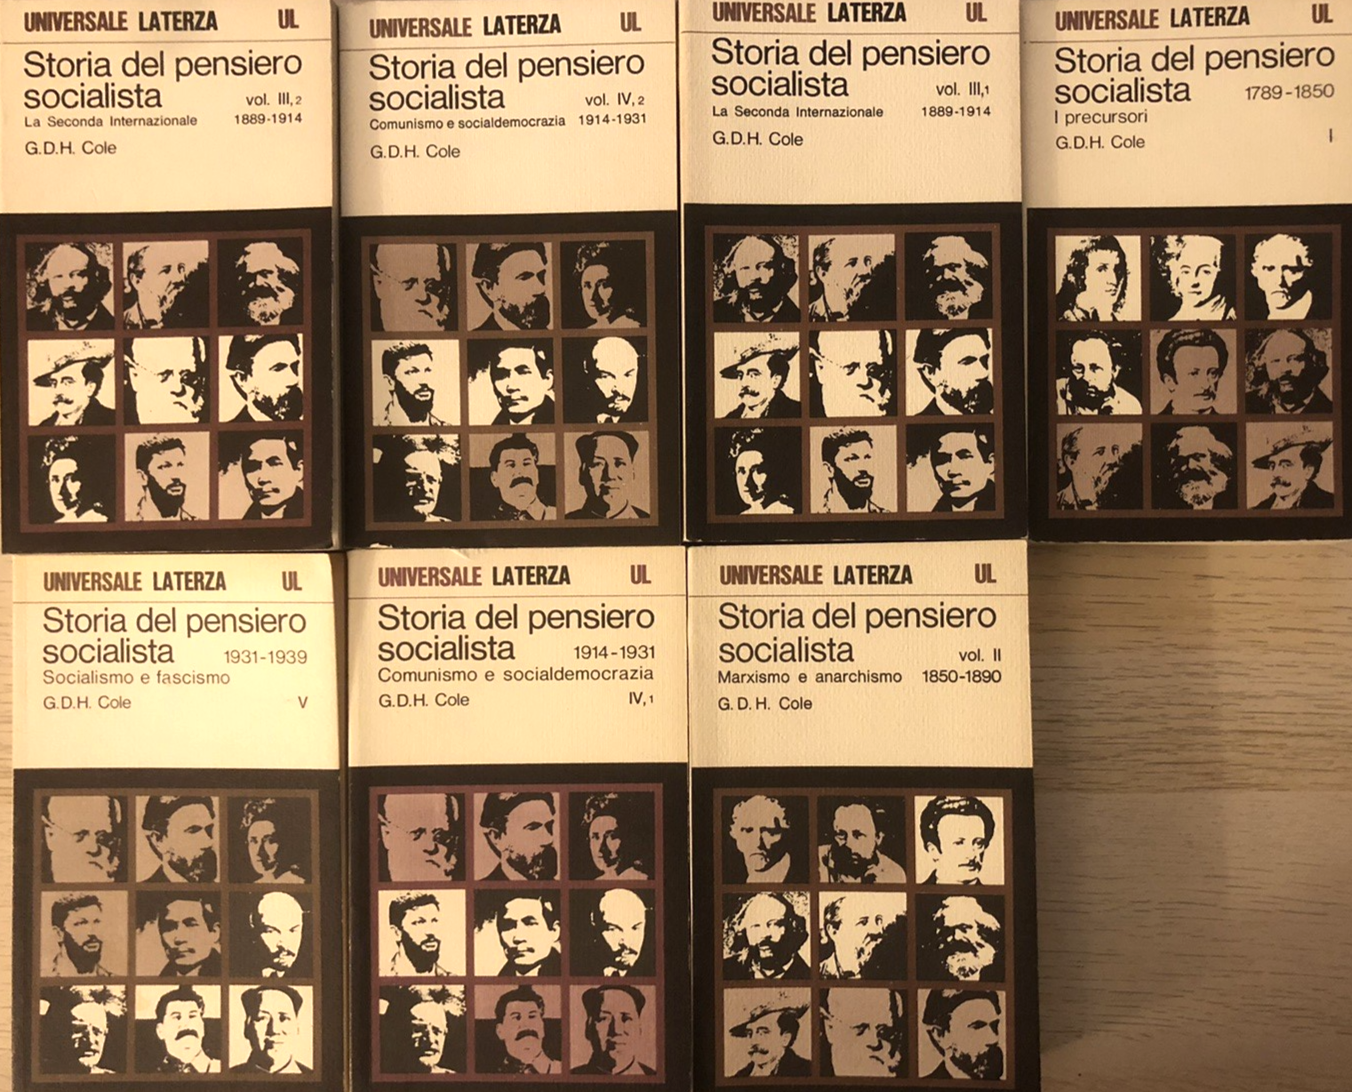 UNIVERSALE LATERZA UL
Storia del pensiero
socialista vol. III,2
La Seconda Internazionale 1889-1914
G.D.H. Cole
UNIVERSALE LATERZA UL
Storia del pensiero
socialista vol. IV,2
Comunismo e socialdemocrazia 1914-1931
G.D.H. Cole
UNIVERSALE LATERZA UL
Storia del pensiero
socialista vol. III,1
La Seconda Internazionale 1889-1914
G.D.H. Cole
UNIVERSALE LATERZA UL
Storia del pensiero
socialista 1789-1850
I precursori
G.D.H. Cole I
UNIVERSALE LATERZA UL
Storia del pensiero
socialista 1931-1939
Socialismo e fascismo
G.D.H. Cole V
UNIVERSALE LATERZA UL
Storia del pensiero
socialista 1914-1931
Comunismo e socialdemocrazia
G.D.H. Cole IV,1
UNIVERSALE LATERZA UL
Storia del pensiero
socialista vol. II
Marxismo e anarchismo 1850-1890
G. D. H. Cole